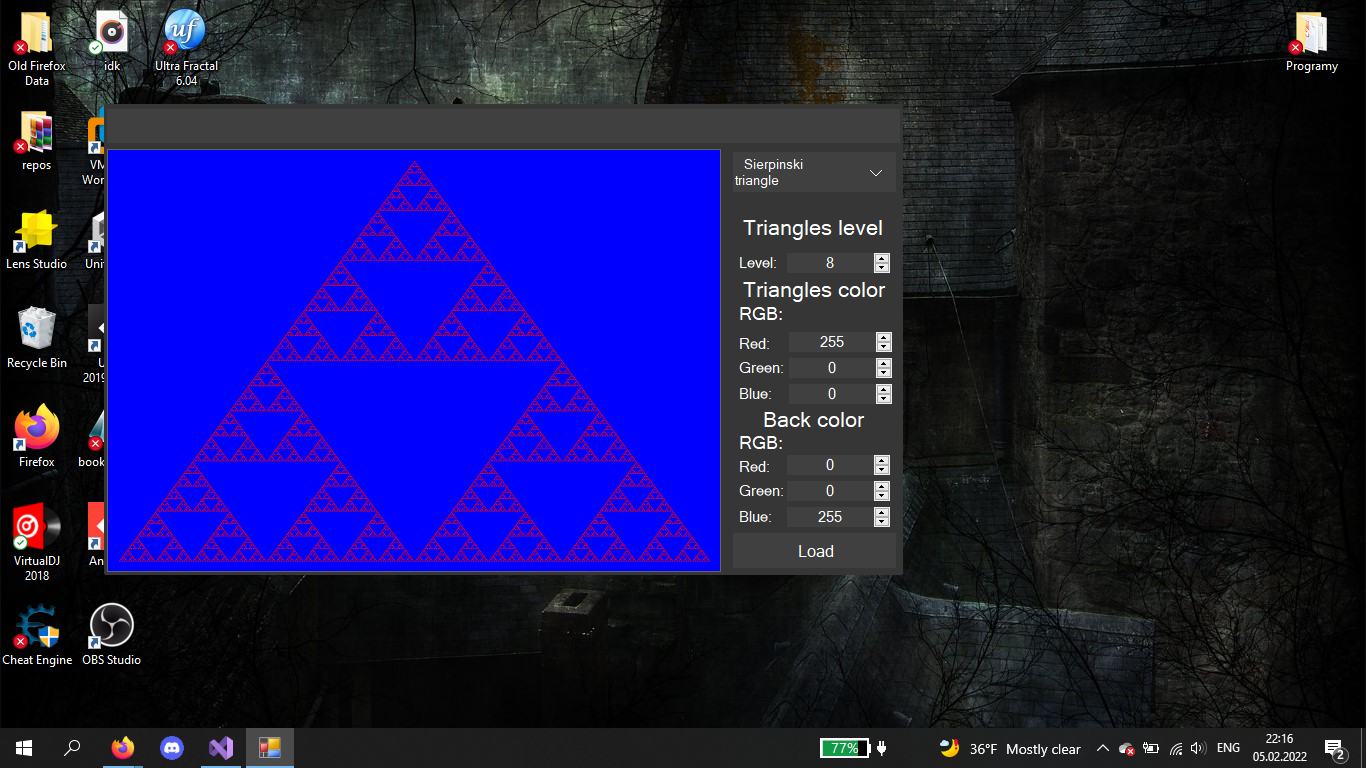 Old Firefox
Data
idk
Ultra Fractal
6.04
Programy
repos
VM
Wor
Lens Studio
Unit
Recycle Bin
U
2019
Firefox
book
VirtualDJ
2018
An
Cheat Engine
OBS Studio
Sierpinski
triangle
Triangles level
Level: 8
Triangles color
RGB:
Red: 255
Green: 0
Blue: 0
Back color
RGB:
Red: 0
Green: 0
Blue: 255
Load
77%
36°F Mostly clear
ENG
22:16
05.02.2022
2